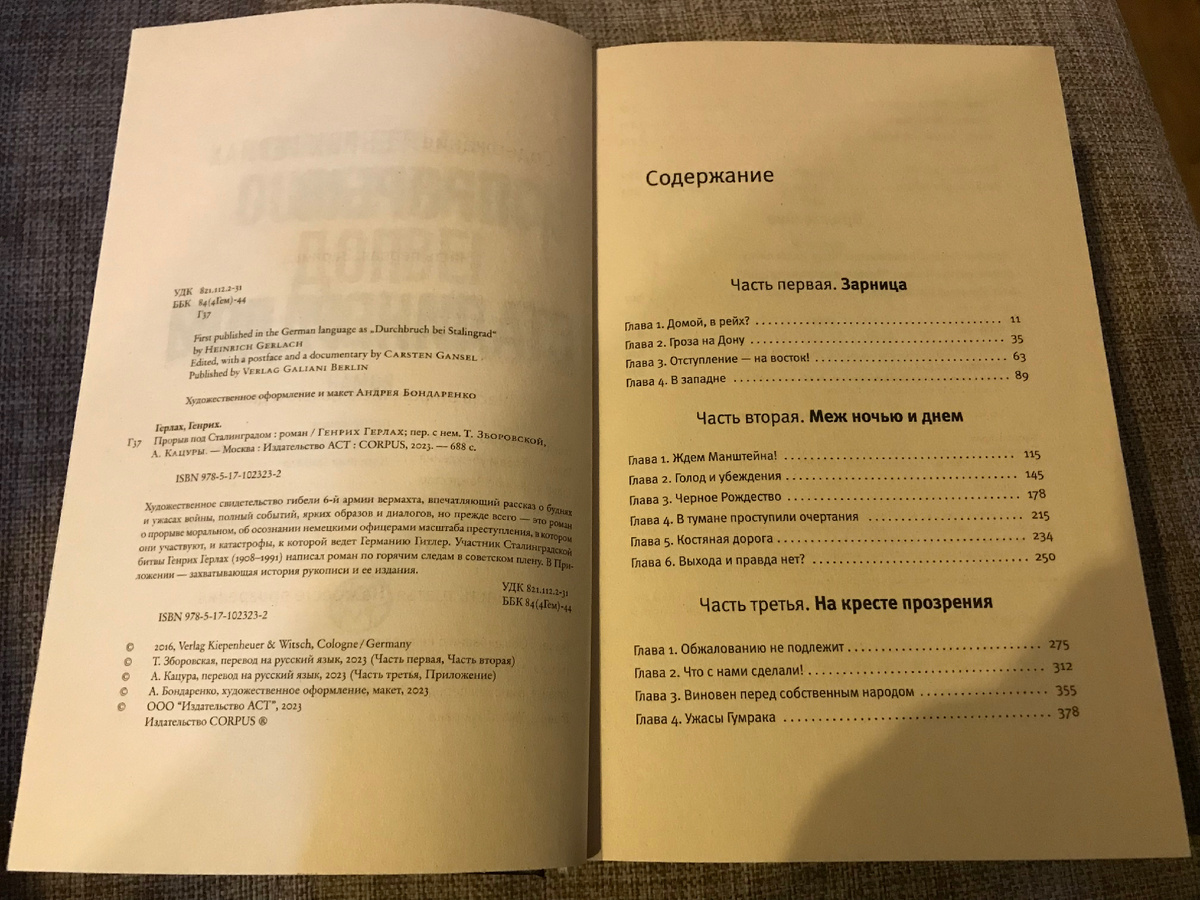 УДК 821.112.2-31
ББК 84(4Гем)-44
Г37
First published in the German language as „Durchbruch bei Stalingrad“
by Heinrich Gerlach
Edited, with a postface and a documentary by Carsten Gansel.
Published by Verlag Galiani Berlin
Художественное оформление и макет Андрея Бондаренко
Герлах, Генрих.
Г37 Прорыв под Сталинградом : роман / Генрих Герлах; пер. с нем. Т. Зборовской,
А. Кацуры. — Москва : Издательство АСТ : CORPUS, 2023. — 688 с.
ISBN 978-5-17-102323-2
Художественное свидетельство гибели 6-й армии вермахта, впечатляющий рассказ о буднях
и ужасах войны, полный событий, ярких образов и диалогов, но прежде всего — это роман
о прорыве моральном, об осознании немецкими офицерами масштаба преступления, в котором
они участвуют, и катастрофы, к которой ведет Германию Гитлер. Участник Сталинградской
битвы Генрих Герлах (1908–1991) написал роман по горячим следам в советском плену. В При-
ложении — захватывающая история рукописи и ее издания.
УДК 821.112.2-31
ББК 84(4Гем)-44
ISBN 978-5-17-102323-2
© 2016, Verlag Kiepenheuer & Witsch, Cologne / Germany
© Т. Зборовская, перевод на русский язык, 2023 (Часть первая, Часть вторая)
© А. Кацура, перевод на русский язык, 2023 (Часть третья, Приложение)
© А. Бондаренко, художественное оформление, макет, 2023
© ООО “Издательство АСТ”, 2023
Издательство CORPUS ®
Содержание
Часть первая. Зарница
Глава 1. Домой, в рейх? 11
Глава 2. Гроза на Дону 35
Глава 3. Отступление — на восток! 63
Глава 4. В западне 89
Часть вторая. Меж ночью и днем
Глава 1. Ждем Манштейна! 115
Глава 2. Голод и убеждения 145
Глава 3. Черное Рождество 178
Глава 4. В тумане проступили очертания 215
Глава 5. Костяная дорога 234
Глава 6. Выхода и правда нет? 250
Часть третья. На кресте прозрения
Глава 1. Обжалованию не подлежит 275
Глава 2. Что с нами сделали! 312
Глава 3. Виновен перед собственным народом 355
Глава 4. Ужасы Гумрака 378